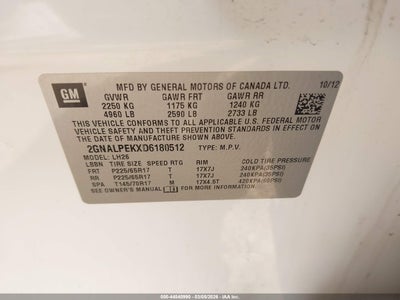 GM
MFD BY GENERAL MOTORS OF CANADA LTD.
10/12
GVWR GAWR FRT GAWR RR
2250 KG 1175 KG 1240 KG
4960 LB 2590 LB 2733 LB
THIS VEHICLE CONFORMS TO ALL APPLICABLE U.S. FEDERAL
MOTOR VEHICLE SAFETY AND THEFT PREVENTION STANDARDS IN EFFECT ON
THE DATE OF MANUFACTURE SHOWN ABOVE.
2GNALPEKXD6180512 TYPE: M.P.V.
MODEL: LH26
LBBN TIRE SIZE SPEED RTG RIM COLD TIRE PRESSURE
FRT P225/65R17 T 17X7J 240KPA(35PSI)
RR P225/65R17 T 17X7J 240KPA(35PSI)
SPA T145/70R17 M 17X4.5T 420KPA(60PSI)
SEE OWNER'S MANUAL FOR MORE INFORMATION.